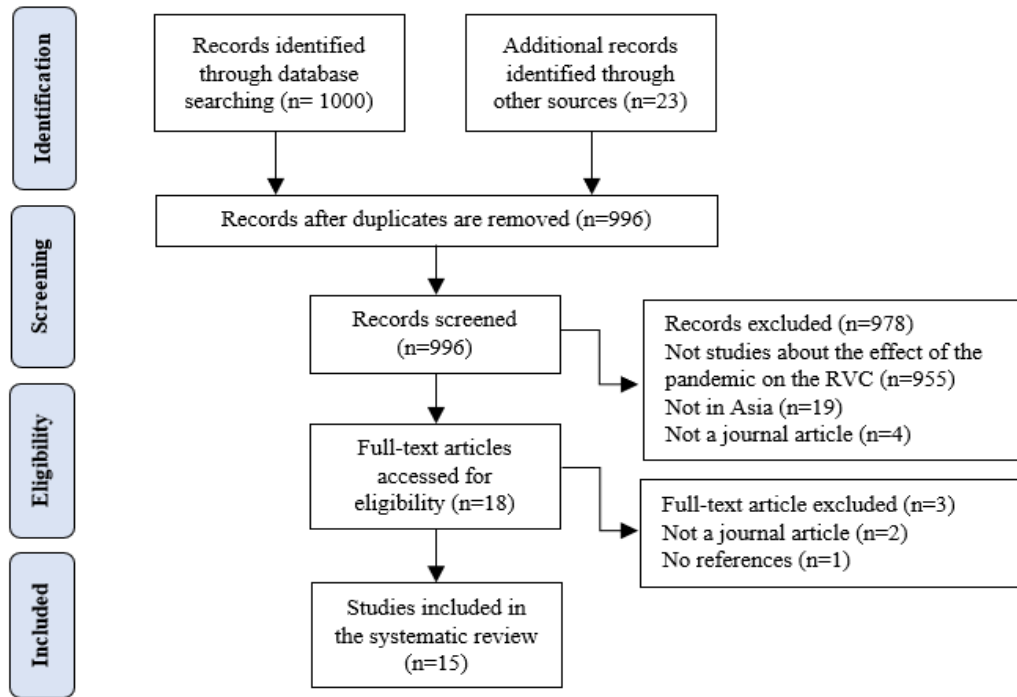 Identification
Records identified
through database
searching (n= 1000)
Additional records
identified through
other sources (n=23)
Records after duplicates are removed (n=996)
Screening
Records screened
(n=996)
Records excluded (n=978)
Not studies about the effect of the
pandemic on the RVC (n=955)
Not in Asia (n=19)
Not a journal article (n=4)
Eligibility
Full-text articles
accessed for
eligibility (n=18)
Full-text article excluded (n=3)
Not a journal article (n=2)
No references (n=1)
Included
Studies included in
the systematic review
(n=15)